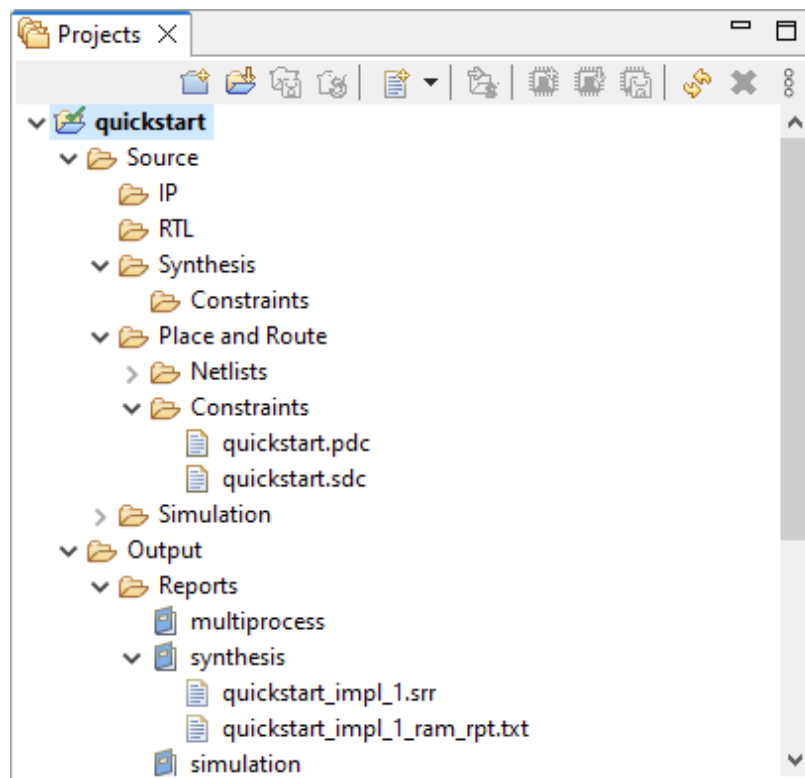 Projects
quickstart
Source
IP
RTL
Synthesis
Constraints
Place and Route
Netlists
Constraints
quickstart.pdc
quickstart.sdc
Simulation
Output
Reports
multiprocess
synthesis
quickstart_impl_1.srr
quickstart_impl_1_ram_rpt.txt
simulation